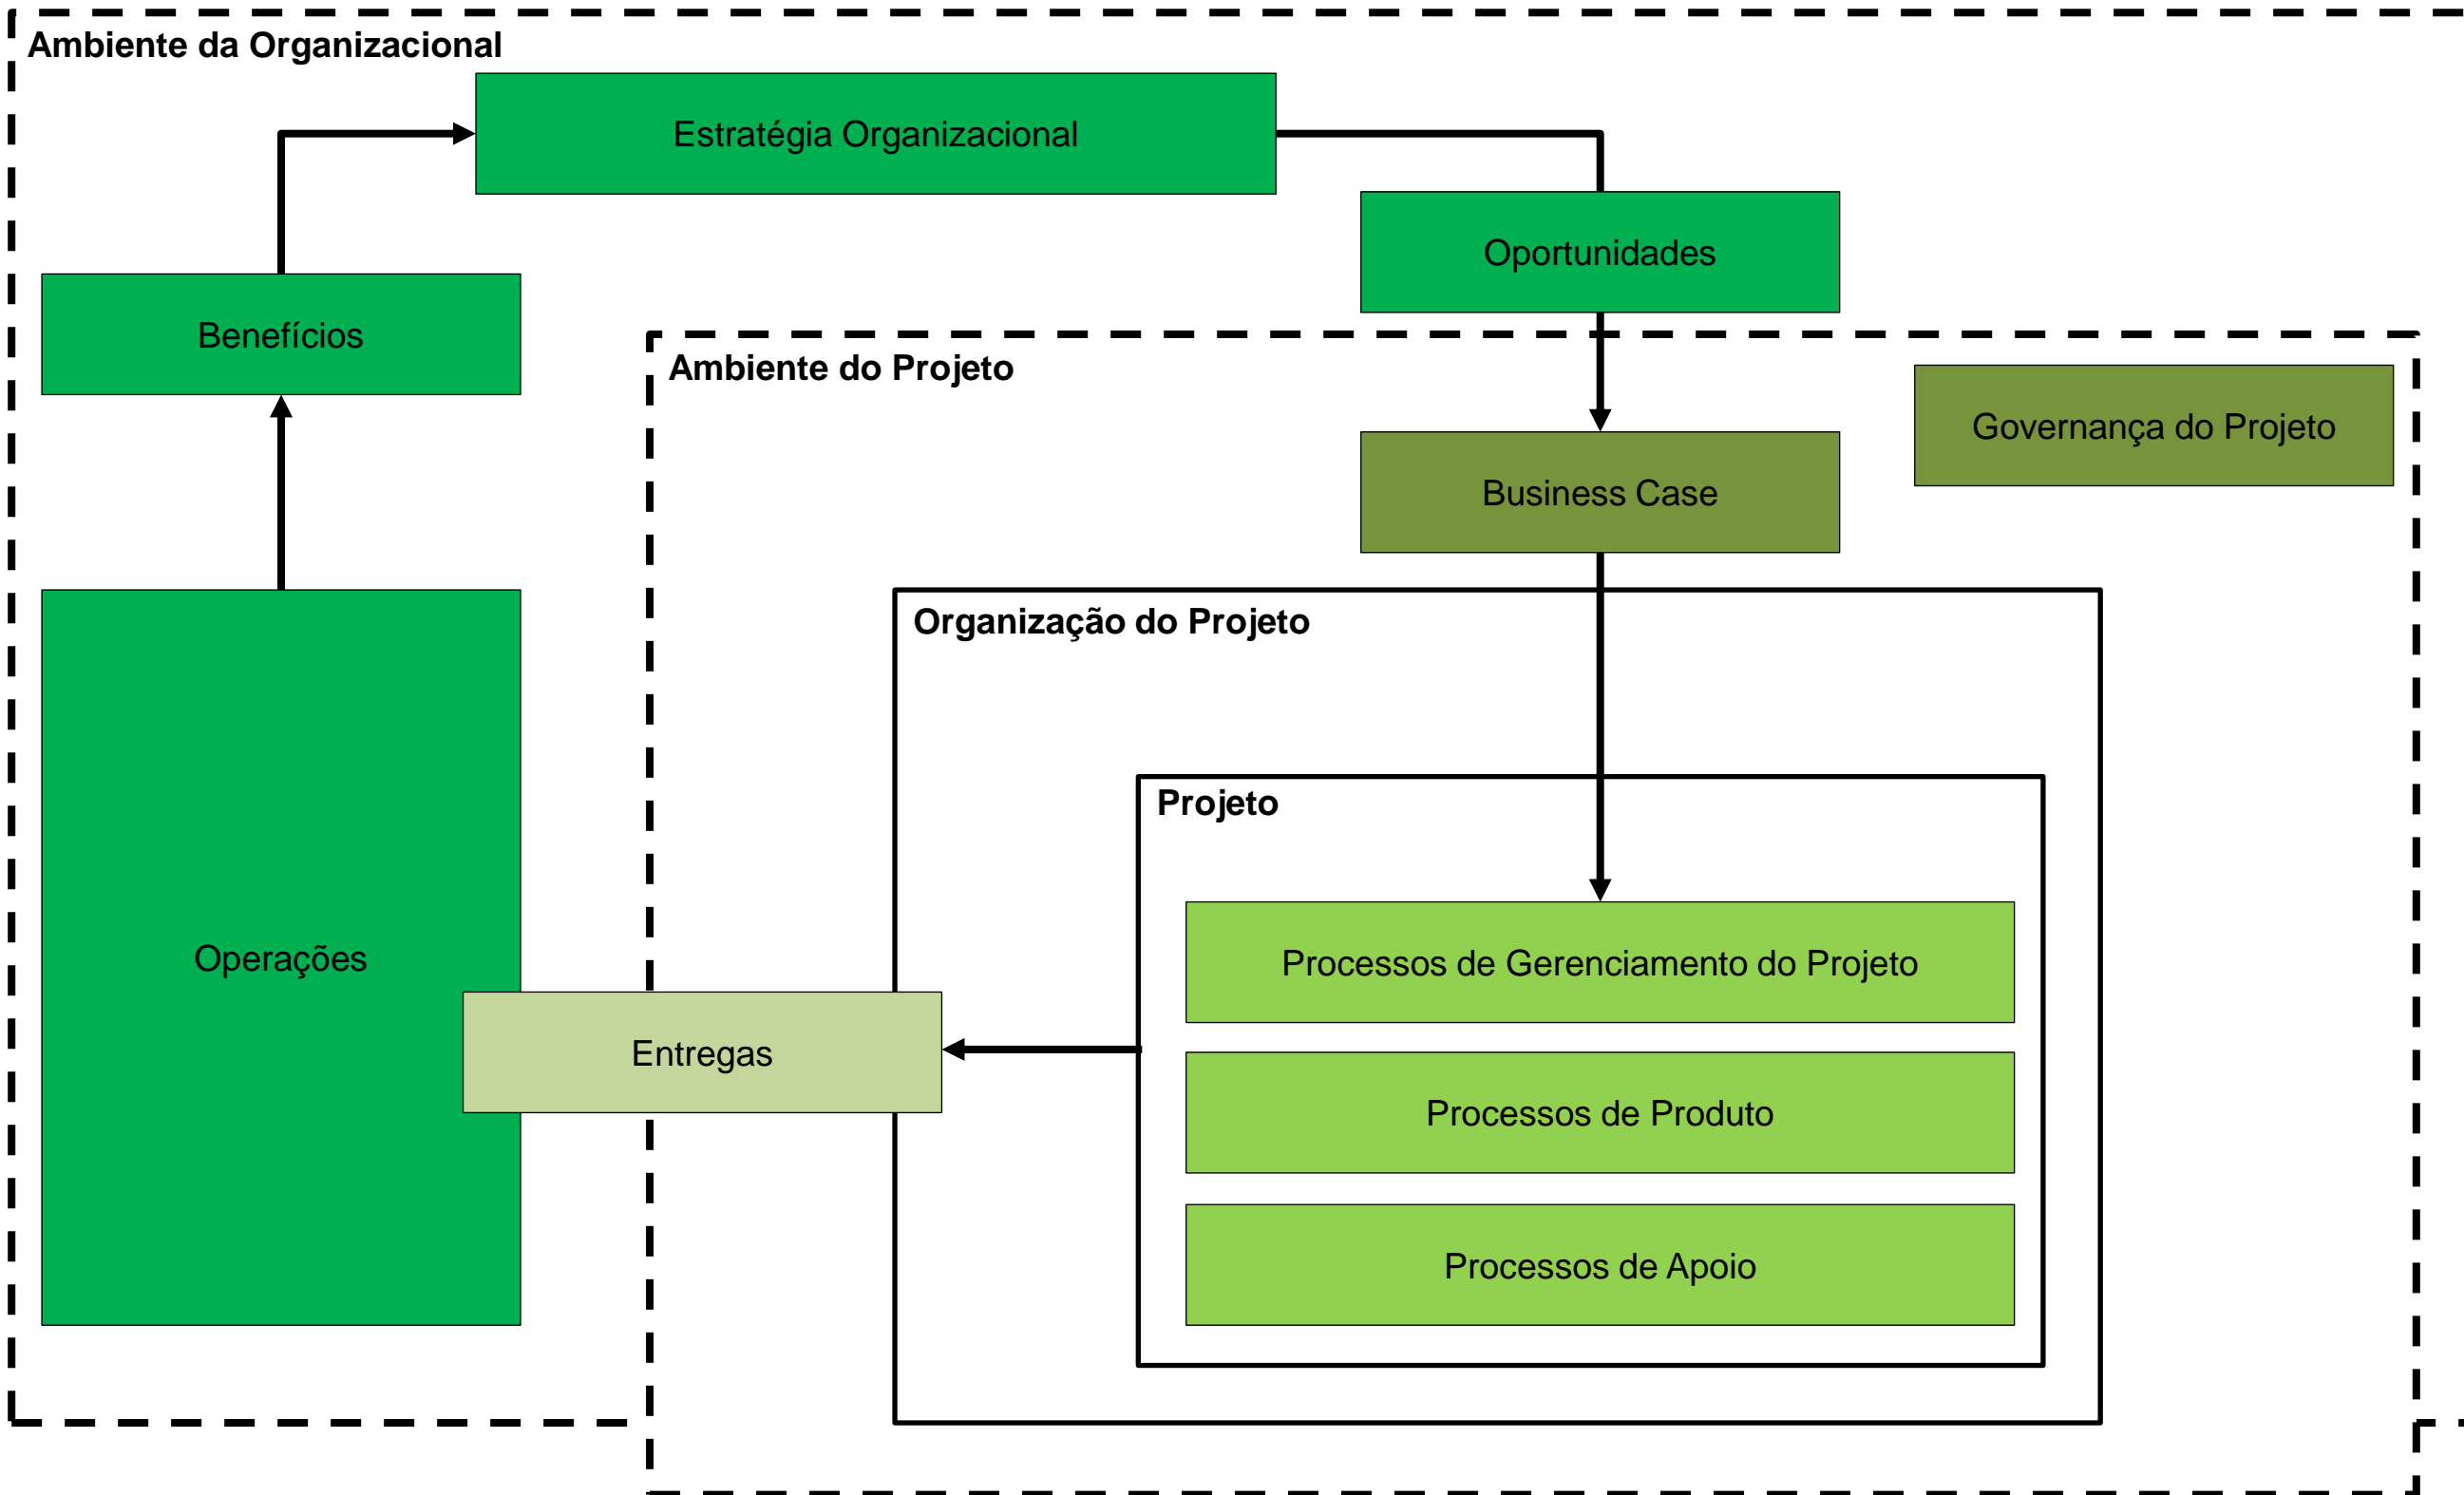 Ambiente da Organizacional
Estratégia Organizacional
Oportunidades
Benefícios
Ambiente do Projeto
Governança do Projeto
Business Case
Organização do Projeto
Projeto
Operações
Processos de Gerenciamento do Projeto
Entregas
Processos de Produto
Processos de Apoio